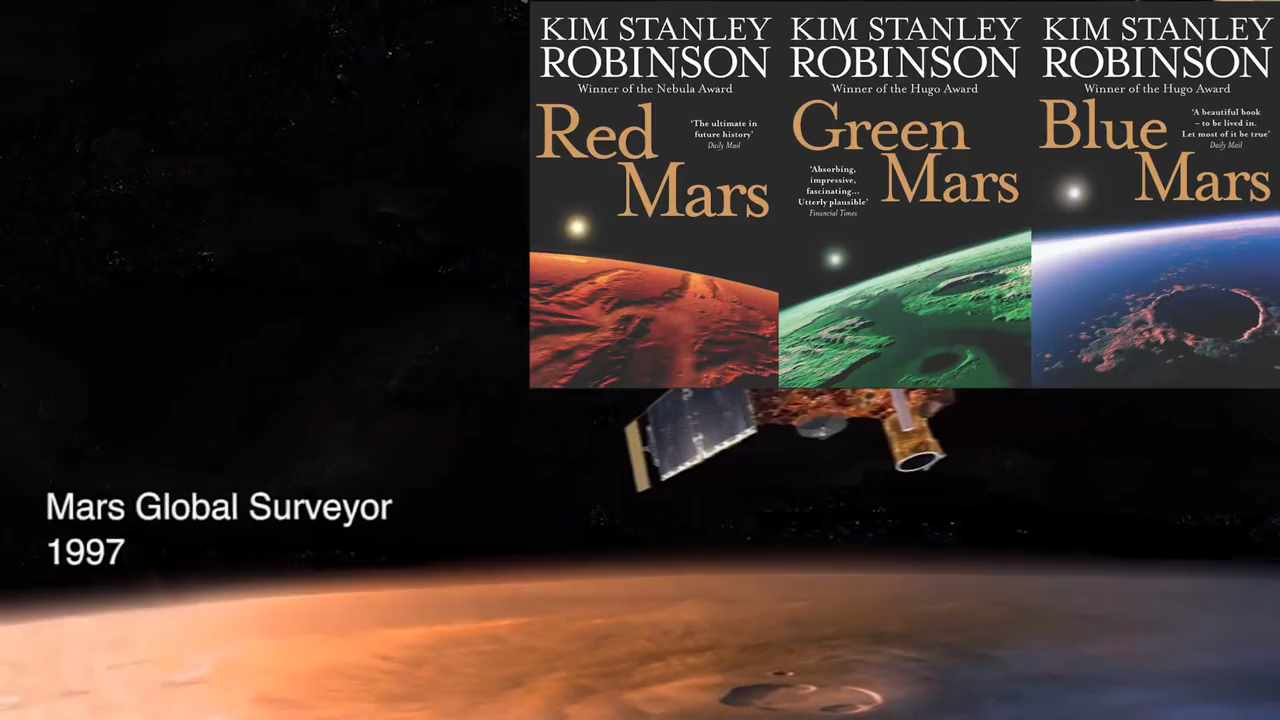 KIM STANLEY
ROBINSON
Winner of the Nebula Award
Red
Mars
'The ultimate in
future history'
Daily Mail
KIM STANLEY
ROBINSON
Winner of the Hugo Award
Green
Mars
'Absorbing,
impressive,
fascinating...
Utterly plausible'
Financial Times
KIM STANLEY
ROBINSON
Winner of the Hugo Award
Blue
Mars
'A beautiful book
– to be lived in.
Let most of it be true'
Daily Mail
Mars Global Surveyor
1997